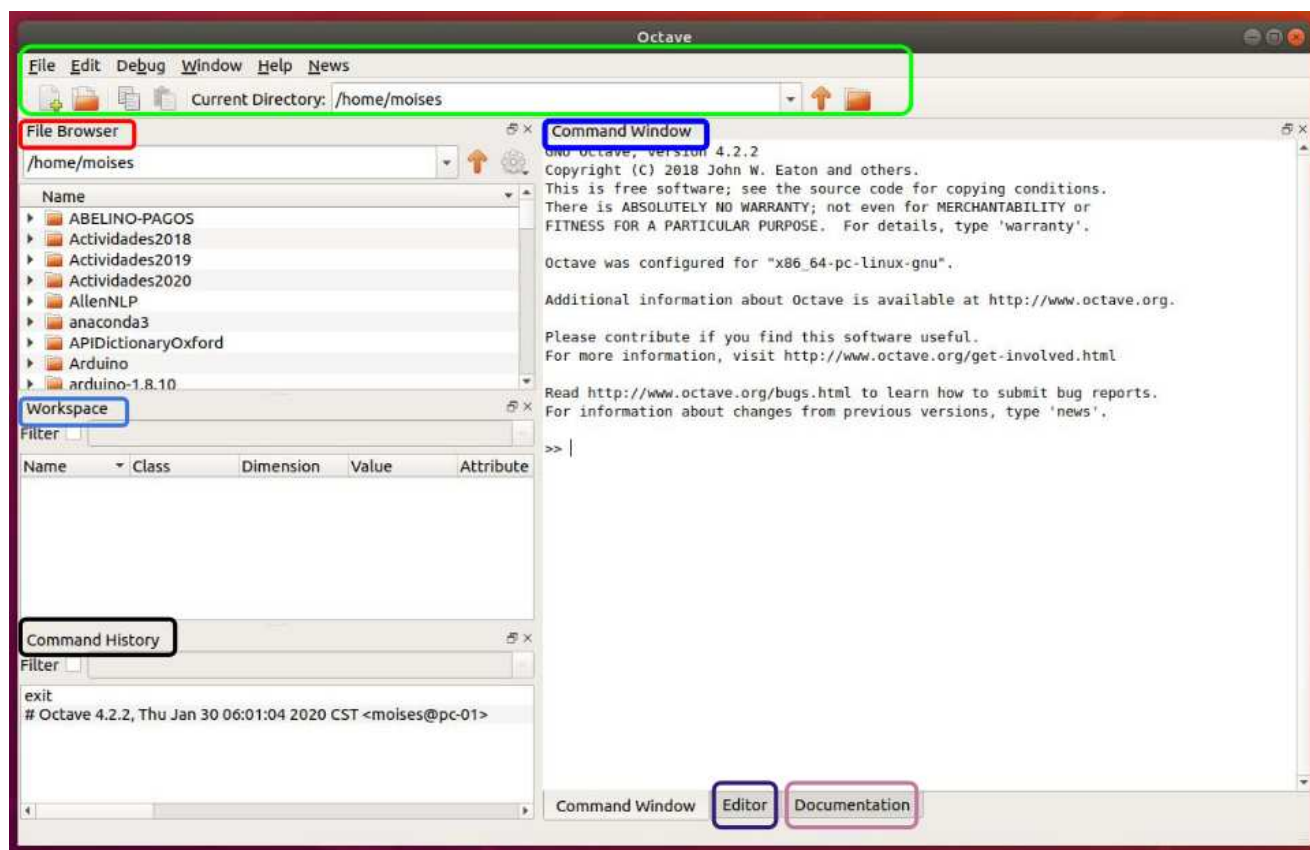 Octave
File Edit Debug Window Help News
Current Directory: /home/moises
File Browser
/home/moises
Name
ABELINO-PAGOS
Actividades2018
Actividades2019
Actividades2020
AllenNLP
anaconda3
APIDictionaryOxford
Arduino
arduino-1.8.10
Workspace
Filter
Name Class Dimension Value Attribute
Command History
Filter
exit
# Octave 4.2.2, Thu Jan 30 06:01:04 2020 CST <moises@pc-01>
Command Window
GNU Octave, version 4.2.2
Copyright (C) 2018 John W. Eaton and others.
This is free software; see the source code for copying conditions.
There is ABSOLUTELY NO WARRANTY; not even for MERCHANTABILITY or
FITNESS FOR A PARTICULAR PURPOSE.  For details, type 'warranty'.
Octave was configured for "x86_64-pc-linux-gnu".
Additional information about Octave is available at http://www.octave.org.
Please contribute if you find this software useful.
For more information, visit http://www.octave.org/get-involved.html
Read http://www.octave.org/bugs.html to learn how to submit bug reports.
For information about changes from previous versions, type 'news'.
>>
Command Window Editor Documentation